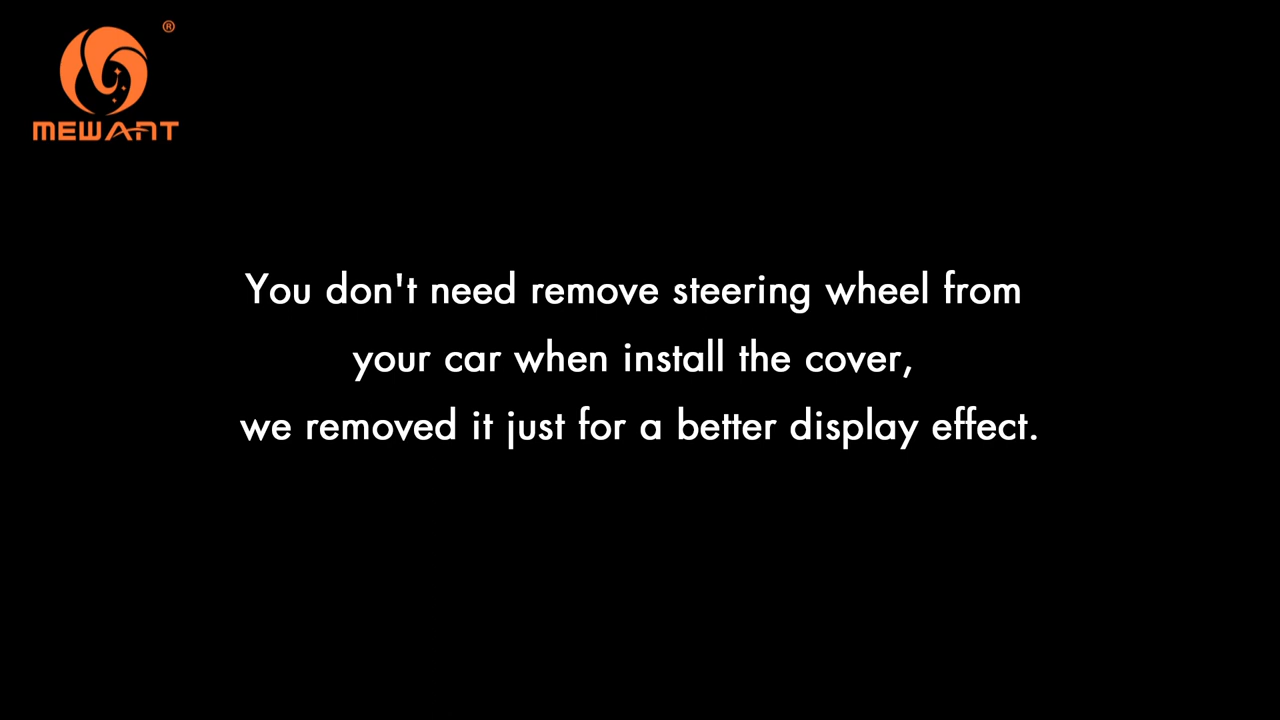 ®
MEWANT
You don't need remove steering wheel from
your car when install the cover,
we removed it just for a better display effect.